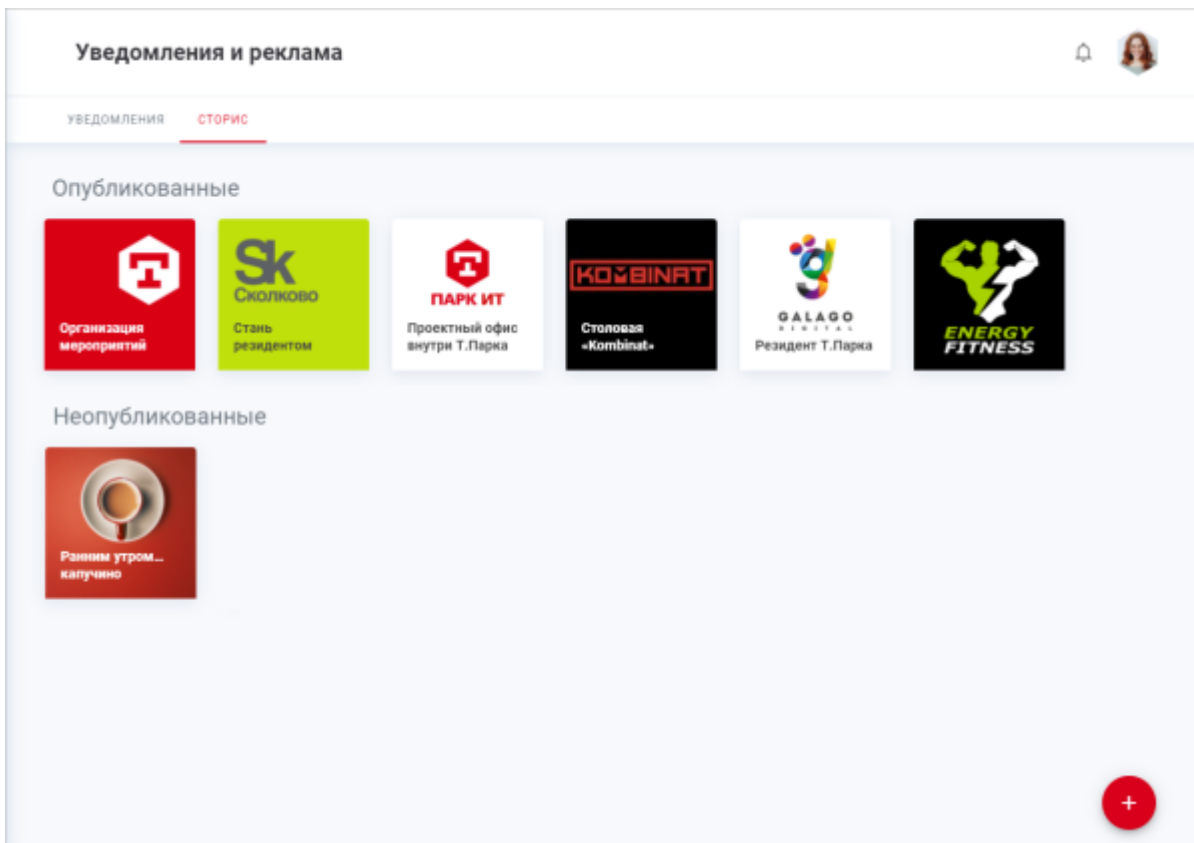 Уведомления и реклама
УВЕДОМЛЕНИЯ СТОРИС
Опубликованные
Организация
мероприятий
Sk
Сколково
Стань
резидентом
ПАРК ИТ
Проектный офис
внутри Т.Парка
KOMBINAT
Столовая
«Kombinat»
g
GALAGO
DIGITAL
Резидент Т.Парка
ENERGY
FITNESS
Неопубликованные
Ранним утром...
капучино
+